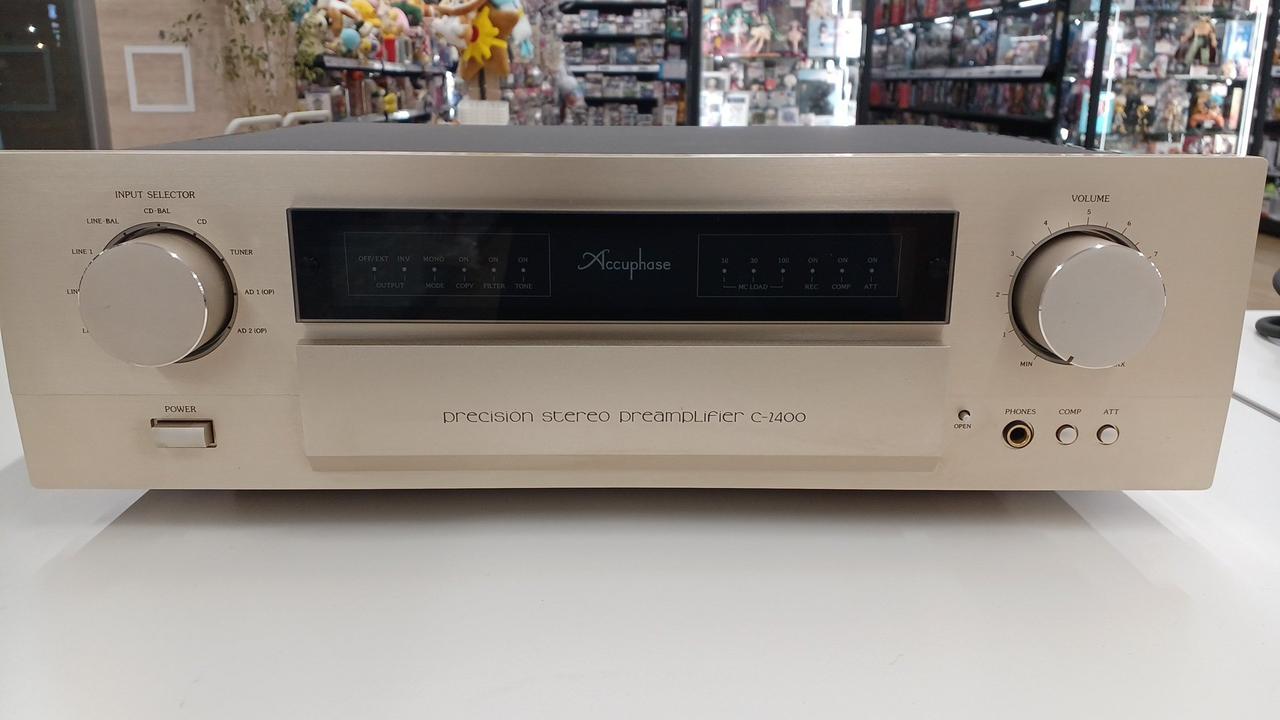 INPUT SELECTOR
CD-BAL
LINE-BAL
CD
LINE 1
TUNER
AD 1 (OP)
AD 2 (OP)
POWER
OFF/EXT INV MONO ON ON ON
OUTPUT MODE COPY FILTER TONE
Accuphase
10 30 100 ON ON ON
MC LOAD REC COMP ATT
precision stereo preamplifier C-2400
VOLUME
5
4 6
3 7
2
1
MIN
OPEN
PHONES COMP ATT